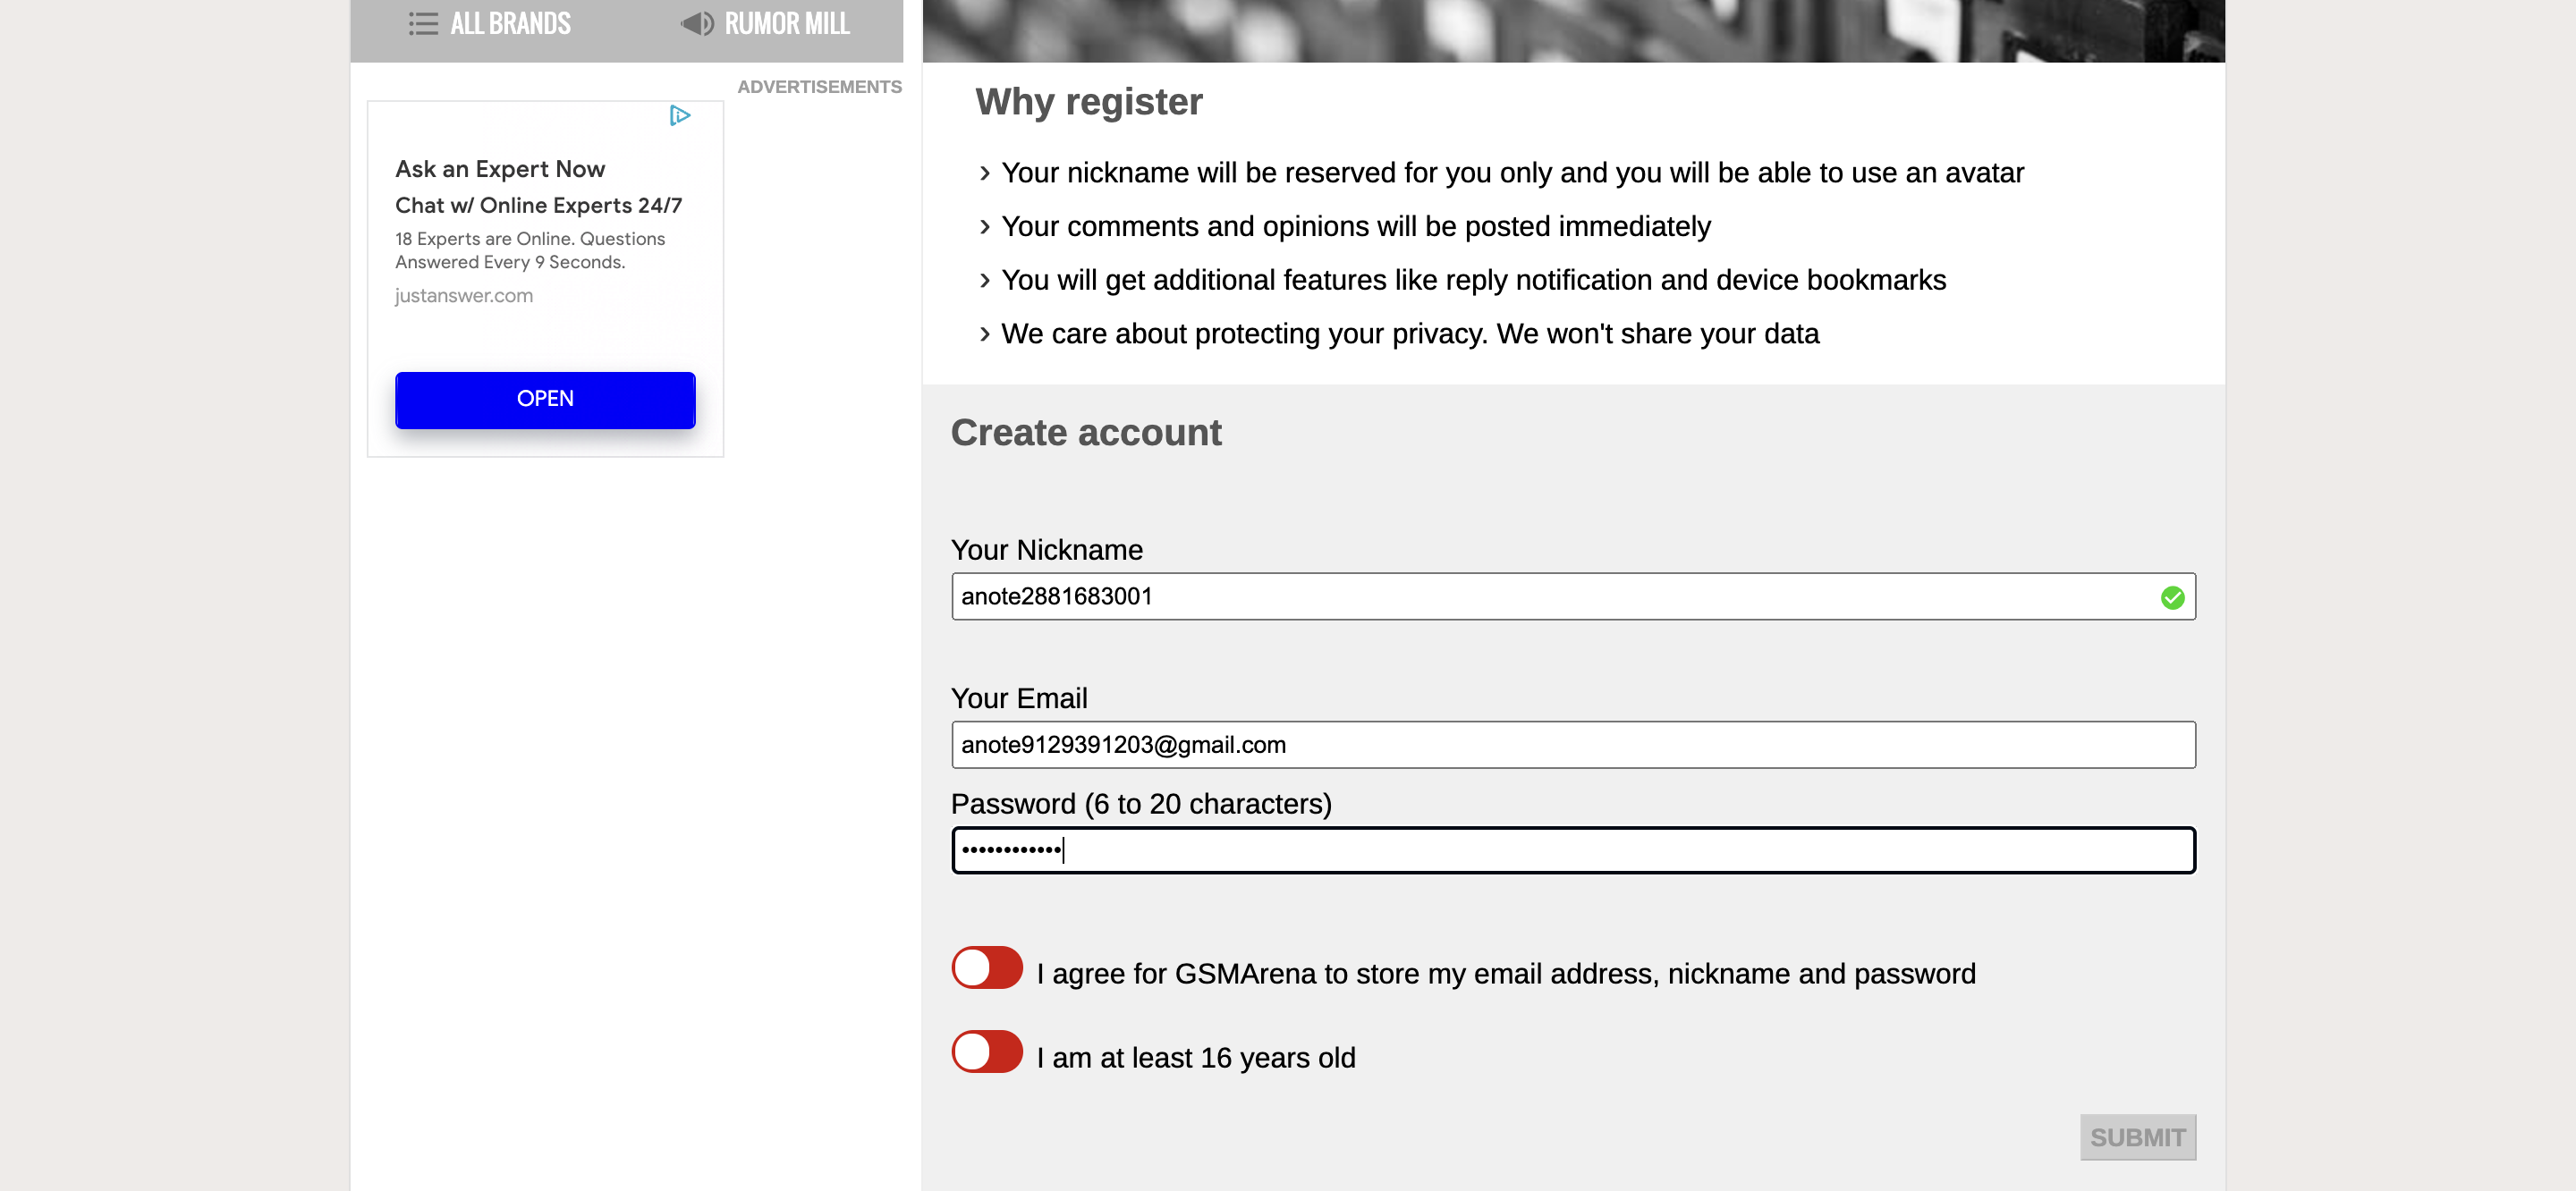 ALL BRANDS
RUMOR MILL
ADVERTISEMENTS
Ask an Expert Now
Chat w/ Online Experts 24/7
18 Experts are Online. Questions
Answered Every 9 Seconds.
justanswer.com
OPEN
Why register
› Your nickname will be reserved for you only and you will be able to use an avatar
› Your comments and opinions will be posted immediately
› You will get additional features like reply notification and device bookmarks
› We care about protecting your privacy. We won't share your data
Create account
Your Nickname
anote2881683001
Your Email
anote9129391203@gmail.com
Password (6 to 20 characters)
••••••••••••
I agree for GSMArena to store my email address, nickname and password
I am at least 16 years old
SUBMIT